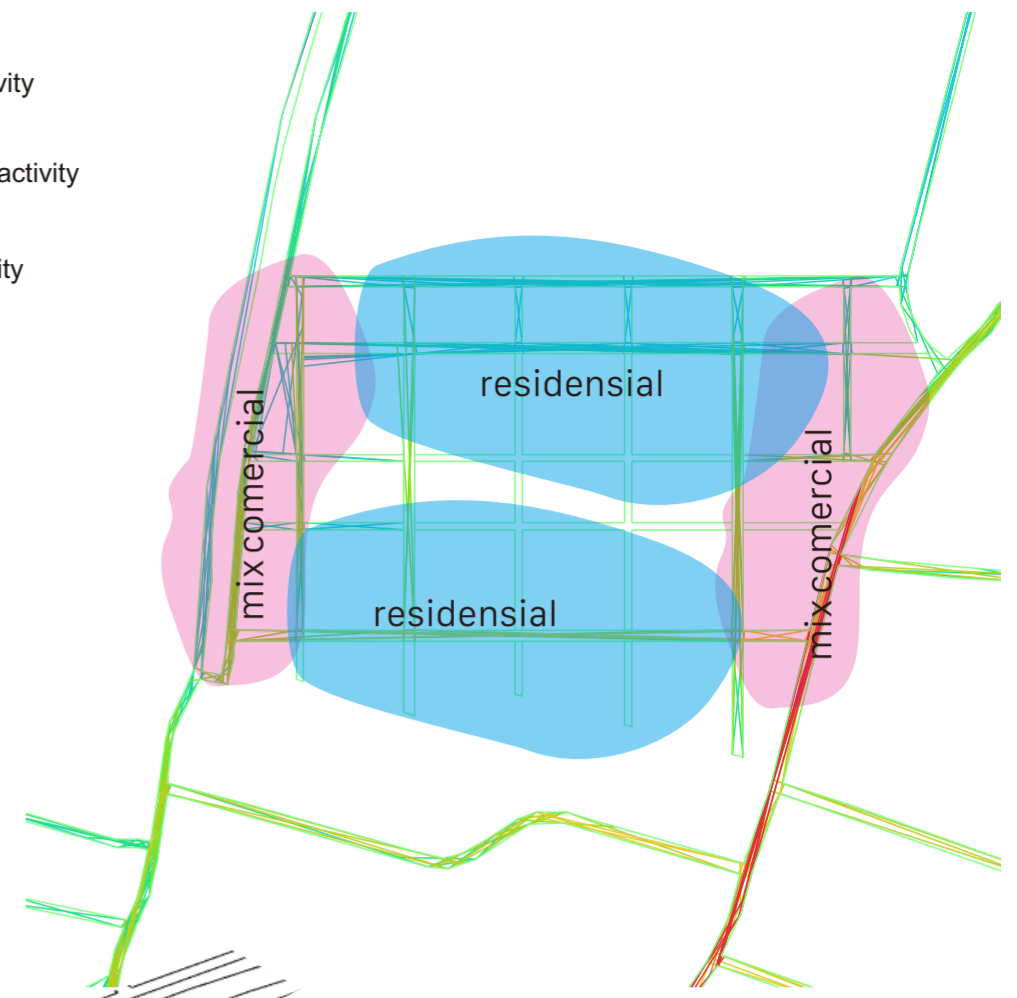 vity
activity
ity
residensial
mix comercial
mix comercial
residensial